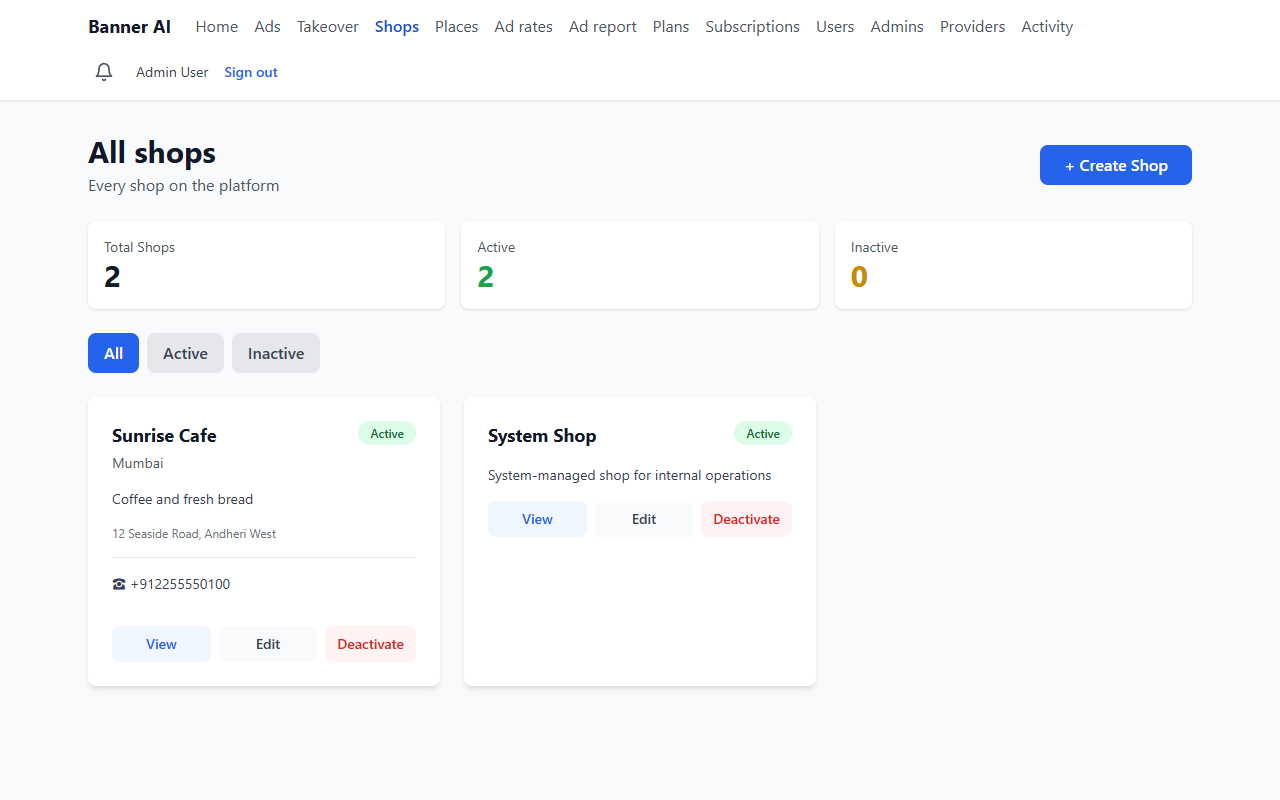 Banner AI Home Ads Takeover Shops Places Ad rates Ad report Plans Subscriptions Users Admins Providers Activity
Admin User Sign out
All shops
Every shop on the platform
+ Create Shop
Total Shops
2
Active
2
Inactive
0
All Active Inactive
Sunrise Cafe
Active
Mumbai
Coffee and fresh bread
12 Seaside Road, Andheri West
☎ +912255550100
View Edit Deactivate
System Shop
Active
System-managed shop for internal operations
View Edit Deactivate